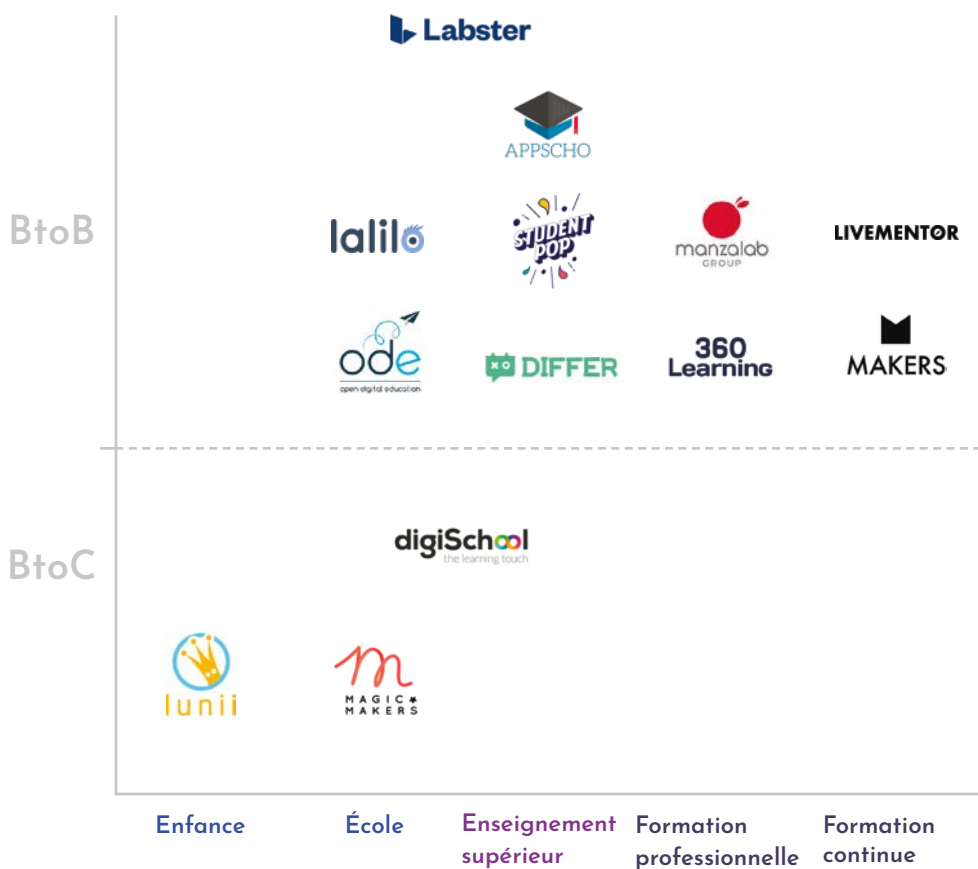 Labster
APPSCHO
BtoB
lalilo
STUDENT
POP
manzalab
GROUP
LIVEMENTØR
ode
open digital education
DIFFER
360
Learning
MAKERS
BtoC
digiSchool
the learning touch
lunii
MAGIC
MAKERS
Enfance
École
Enseignement
supérieur
Formation
professionnelle
Formation
continue